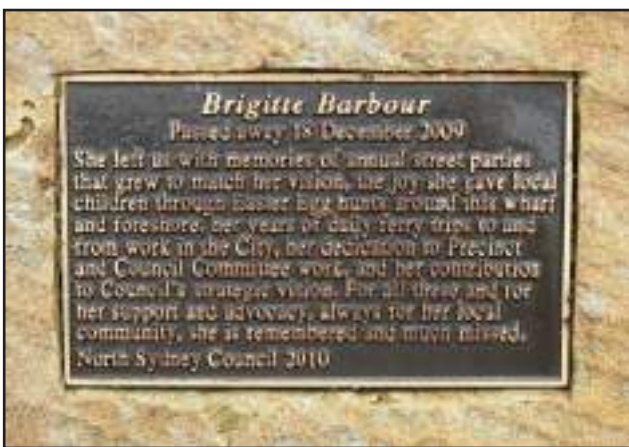 Brigitte Barbour
Passed away 18 December 2009
She left us with memories of annual street parties
that grew to match her vision, the joy she gave local
children through Easter Egg hunts around this wharf
and foreshore, her years of daily ferry trips to and
from work in the City, her dedication to Precinct
and Council Committee work, and her contribution
to Council's strategic vision. For all these and for
her support and advocacy, always for her local
community, she is remembered and much missed.
North Sydney Council 2010